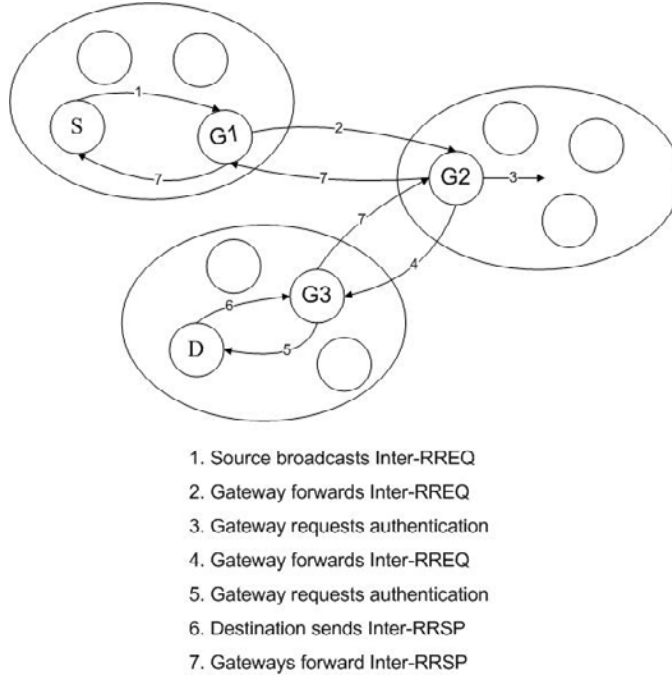 1
S
G1
2
7
7
G2
3
7
4
G3
6
D
5
1. Source broadcasts Inter-RREQ
2. Gateway forwards Inter-RREQ
3. Gateway requests authentication
4. Gateway forwards Inter-RREQ
5. Gateway requests authentication
6. Destination sends Inter-RRSP
7. Gateways forward Inter-RRSP